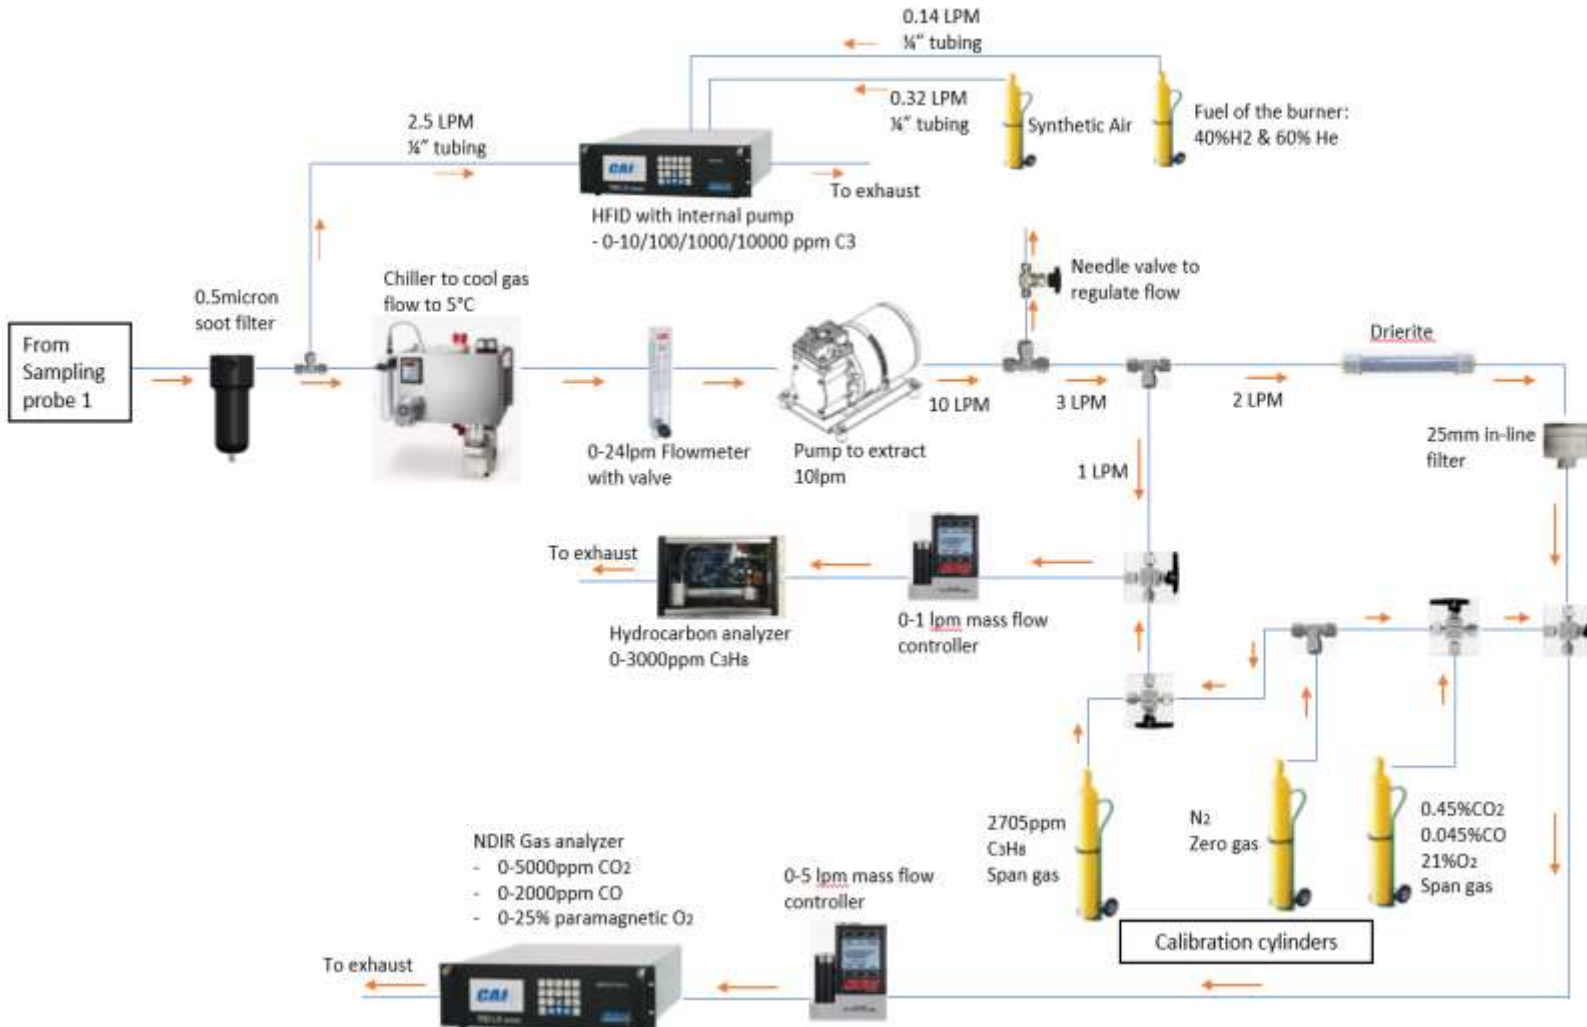 0.14 LPM
¼” tubing
0.32 LPM
¼” tubing
Synthetic Air
Fuel of the burner:
40%H2 & 60% He
2.5 LPM
¼” tubing
CAI
To exhaust
HFID with internal pump
- 0-10/100/1000/10000 ppm C3
0.5micron
soot filter
Chiller to cool gas
flow to 5°C
Needle valve to
regulate flow
Drierite
From
Sampling
probe 1
10 LPM
3 LPM
2 LPM
0-24lpm Flowmeter
with valve
Pump to extract
10lpm
1 LPM
25mm in-line
filter
To exhaust
Hydrocarbon analyzer
0-3000ppm C₃H₈
0-1 lpm mass flow
controller
2705ppm
C₃H₈
Span gas
N₂
Zero gas
0.45%CO₂
0.045%CO
21%O₂
Span gas
Calibration cylinders
NDIR Gas analyzer
- 0-5000ppm CO₂
- 0-2000ppm CO
- 0-25% paramagnetic O₂
0-5 lpm mass flow
controller
To exhaust
CAI